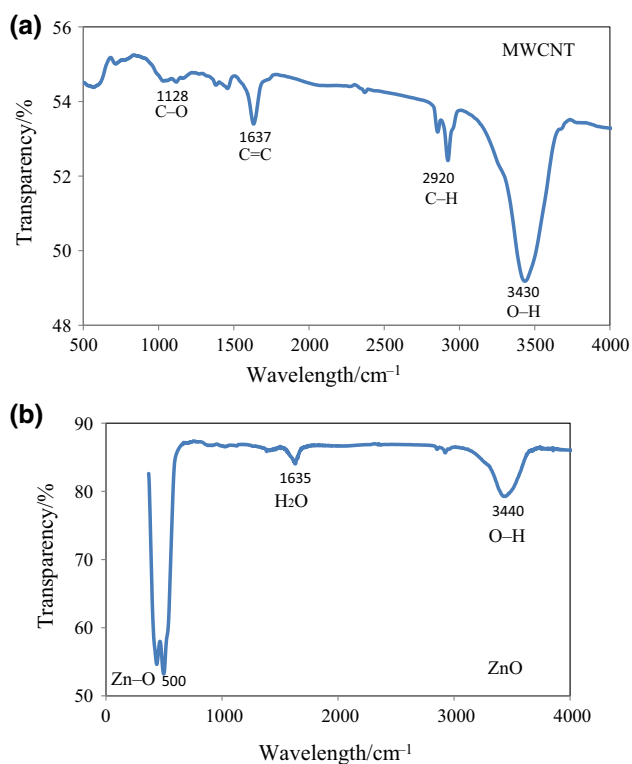 (a)
56
54
52
50
48
Transparency/%
MWCNT
1128
C–O
1637
C=C
2920
C–H
3430
O–H
500 1000 1500 2000 2500 3000 3500 4000
Wavelength/cm⁻¹
(b)
90
80
70
60
50
Transparency/%
1635
H₂O
3440
O–H
Zn–O 500
ZnO
0 1000 2000 3000 4000
Wavelength/cm⁻¹